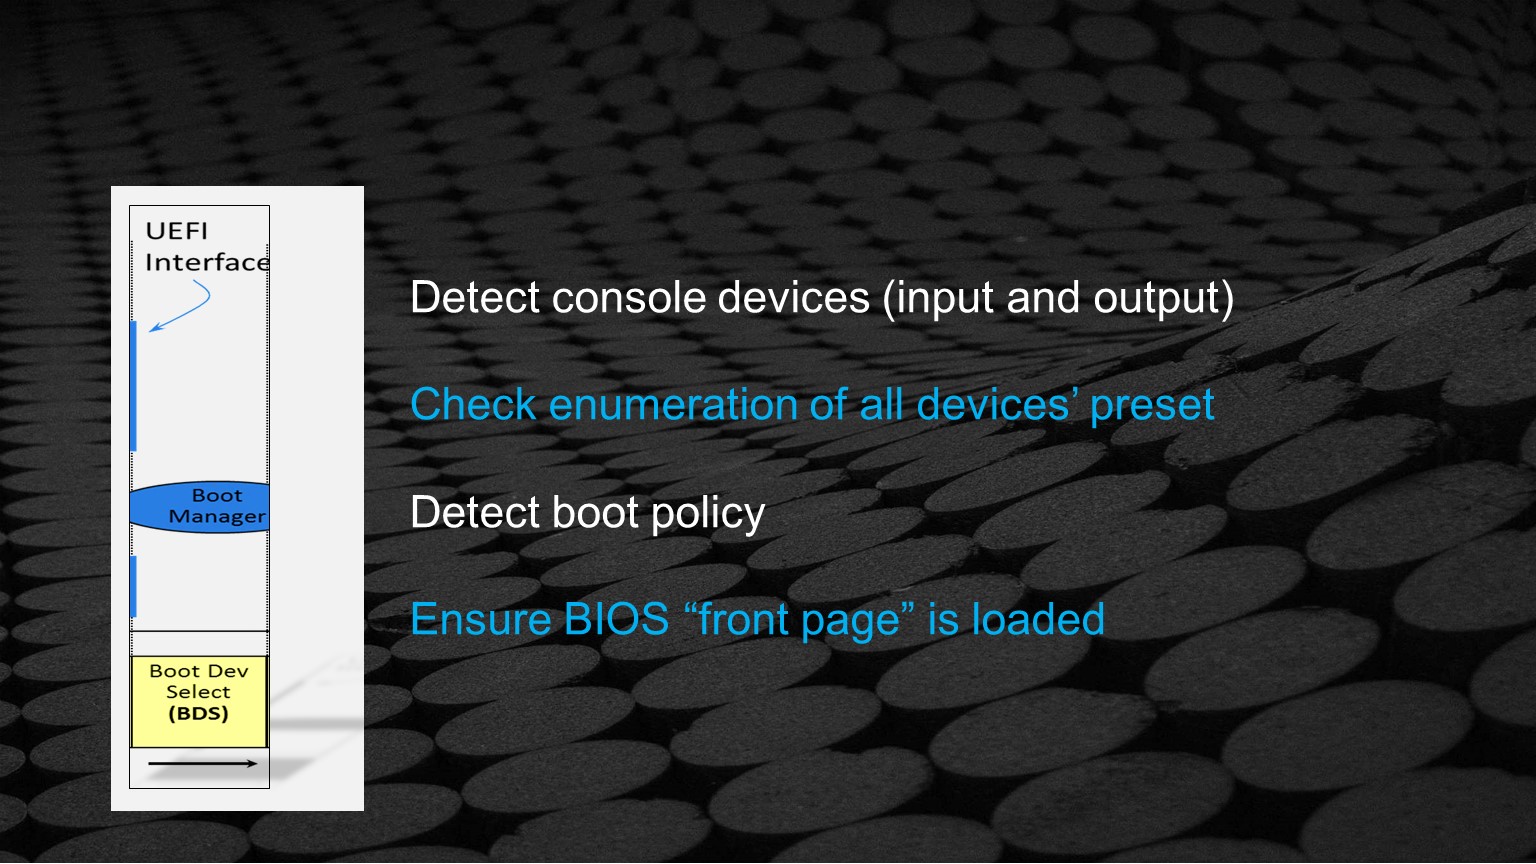 UEFI
Interface
Boot
Manager
Boot Dev
Select
(BDS)
Detect console devices (input and output)
Check enumeration of all devices’ preset
Detect boot policy
Ensure BIOS “front page” is loaded